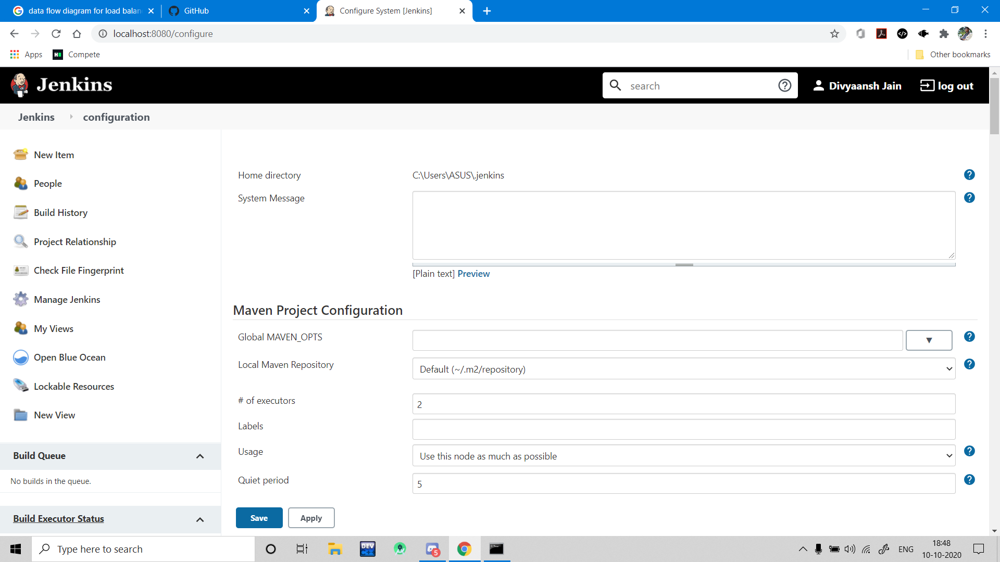 data flow diagram for load balan
GitHub
Configure System [Jenkins]
localhost:8080/configure
Apps
Compete
Other bookmarks
Jenkins
search
Divyaansh Jain
log out
Jenkins
configuration
New Item
People
Build History
Project Relationship
Check File Fingerprint
Manage Jenkins
My Views
Open Blue Ocean
Lockable Resources
New View
Build Queue
No builds in the queue.
Build Executor Status
Home directory
C:\Users\ASUS\.jenkins
System Message
[Plain text] Preview
Maven Project Configuration
Global MAVEN_OPTS
Local Maven Repository
Default (~/.m2/repository)
# of executors
2
Labels
Usage
Use this node as much as possible
Quiet period
5
Save
Apply
Type here to search
DEV
C++
5
ENG
18:48
10-10-2020